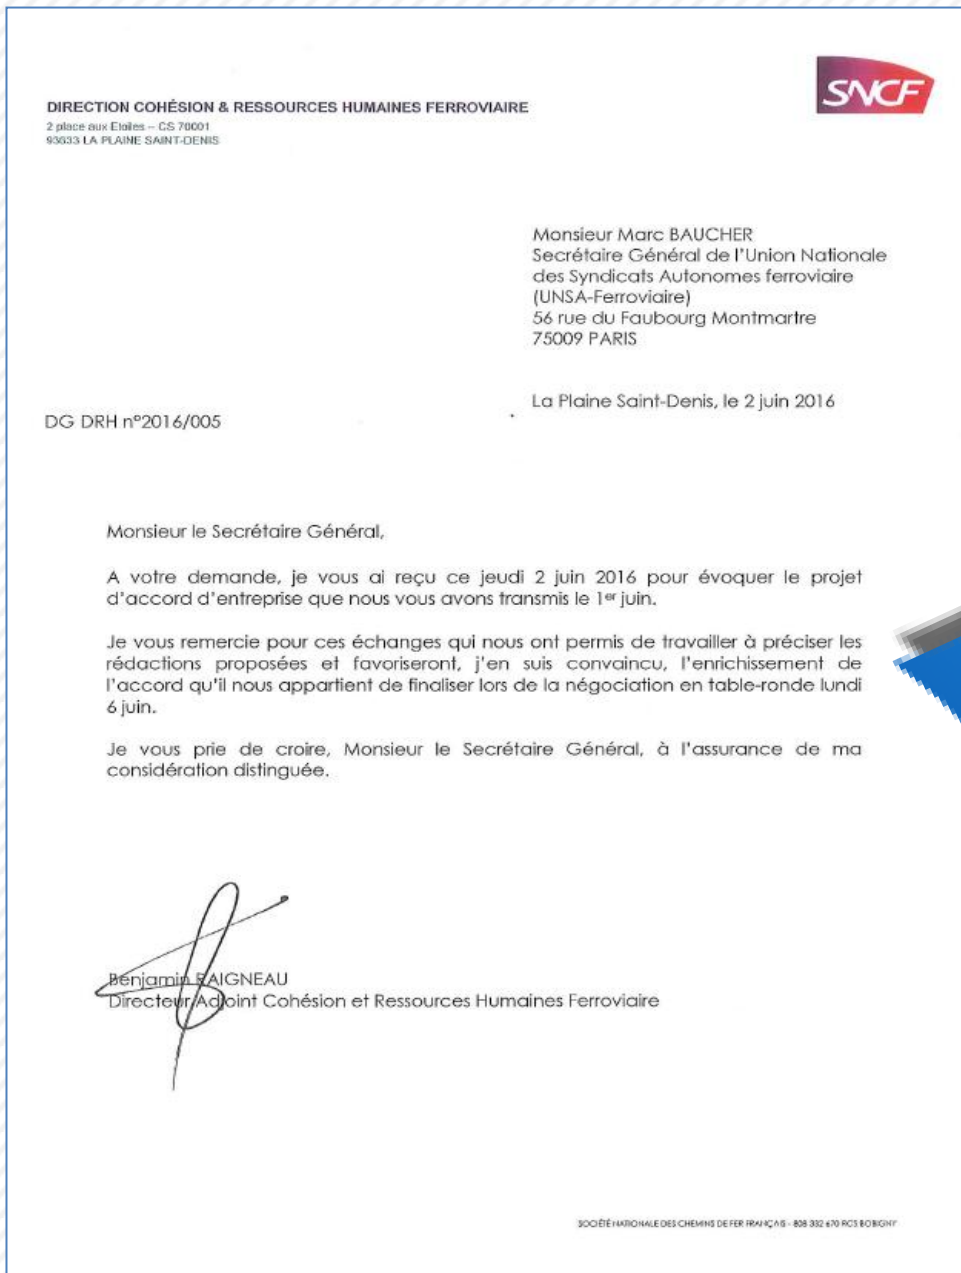 SNCF
DIRECTION COHÉSION & RESSOURCES HUMAINES FERROVIAIRE
2 place aux Etoiles – CS 70001
93633 LA PLAINE SAINT-DENIS
Monsieur Marc BAUCHER
Secrétaire Général de l'Union Nationale
des Syndicats Autonomes ferroviaire
(UNSA-Ferroviaire)
56 rue du Faubourg Montmartre
75009 PARIS
La Plaine Saint-Denis, le 2 juin 2016
DG DRH n°2016/005
Monsieur le Secrétaire Général,
A votre demande, je vous ai reçu ce jeudi 2 juin 2016 pour évoquer le projet
d'accord d'entreprise que nous vous avons transmis le 1er juin.
Je vous remercie pour ces échanges qui nous ont permis de travailler à préciser les
rédactions proposées et favoriseront, j'en suis convaincu, l'enrichissement de
l'accord qu'il nous appartient de finaliser lors de la négociation en table-ronde lundi
6 juin.
Je vous prie de croire, Monsieur le Secrétaire Général, à l'assurance de ma
considération distinguée.
Benjamin RAIGNEAU
Directeur Adjoint Cohésion et Ressources Humaines Ferroviaire
SOCIÉTÉ NATIONALE DES CHEMINS DE FER FRANÇAIS - 808 332 670 RCS BOBIGNY